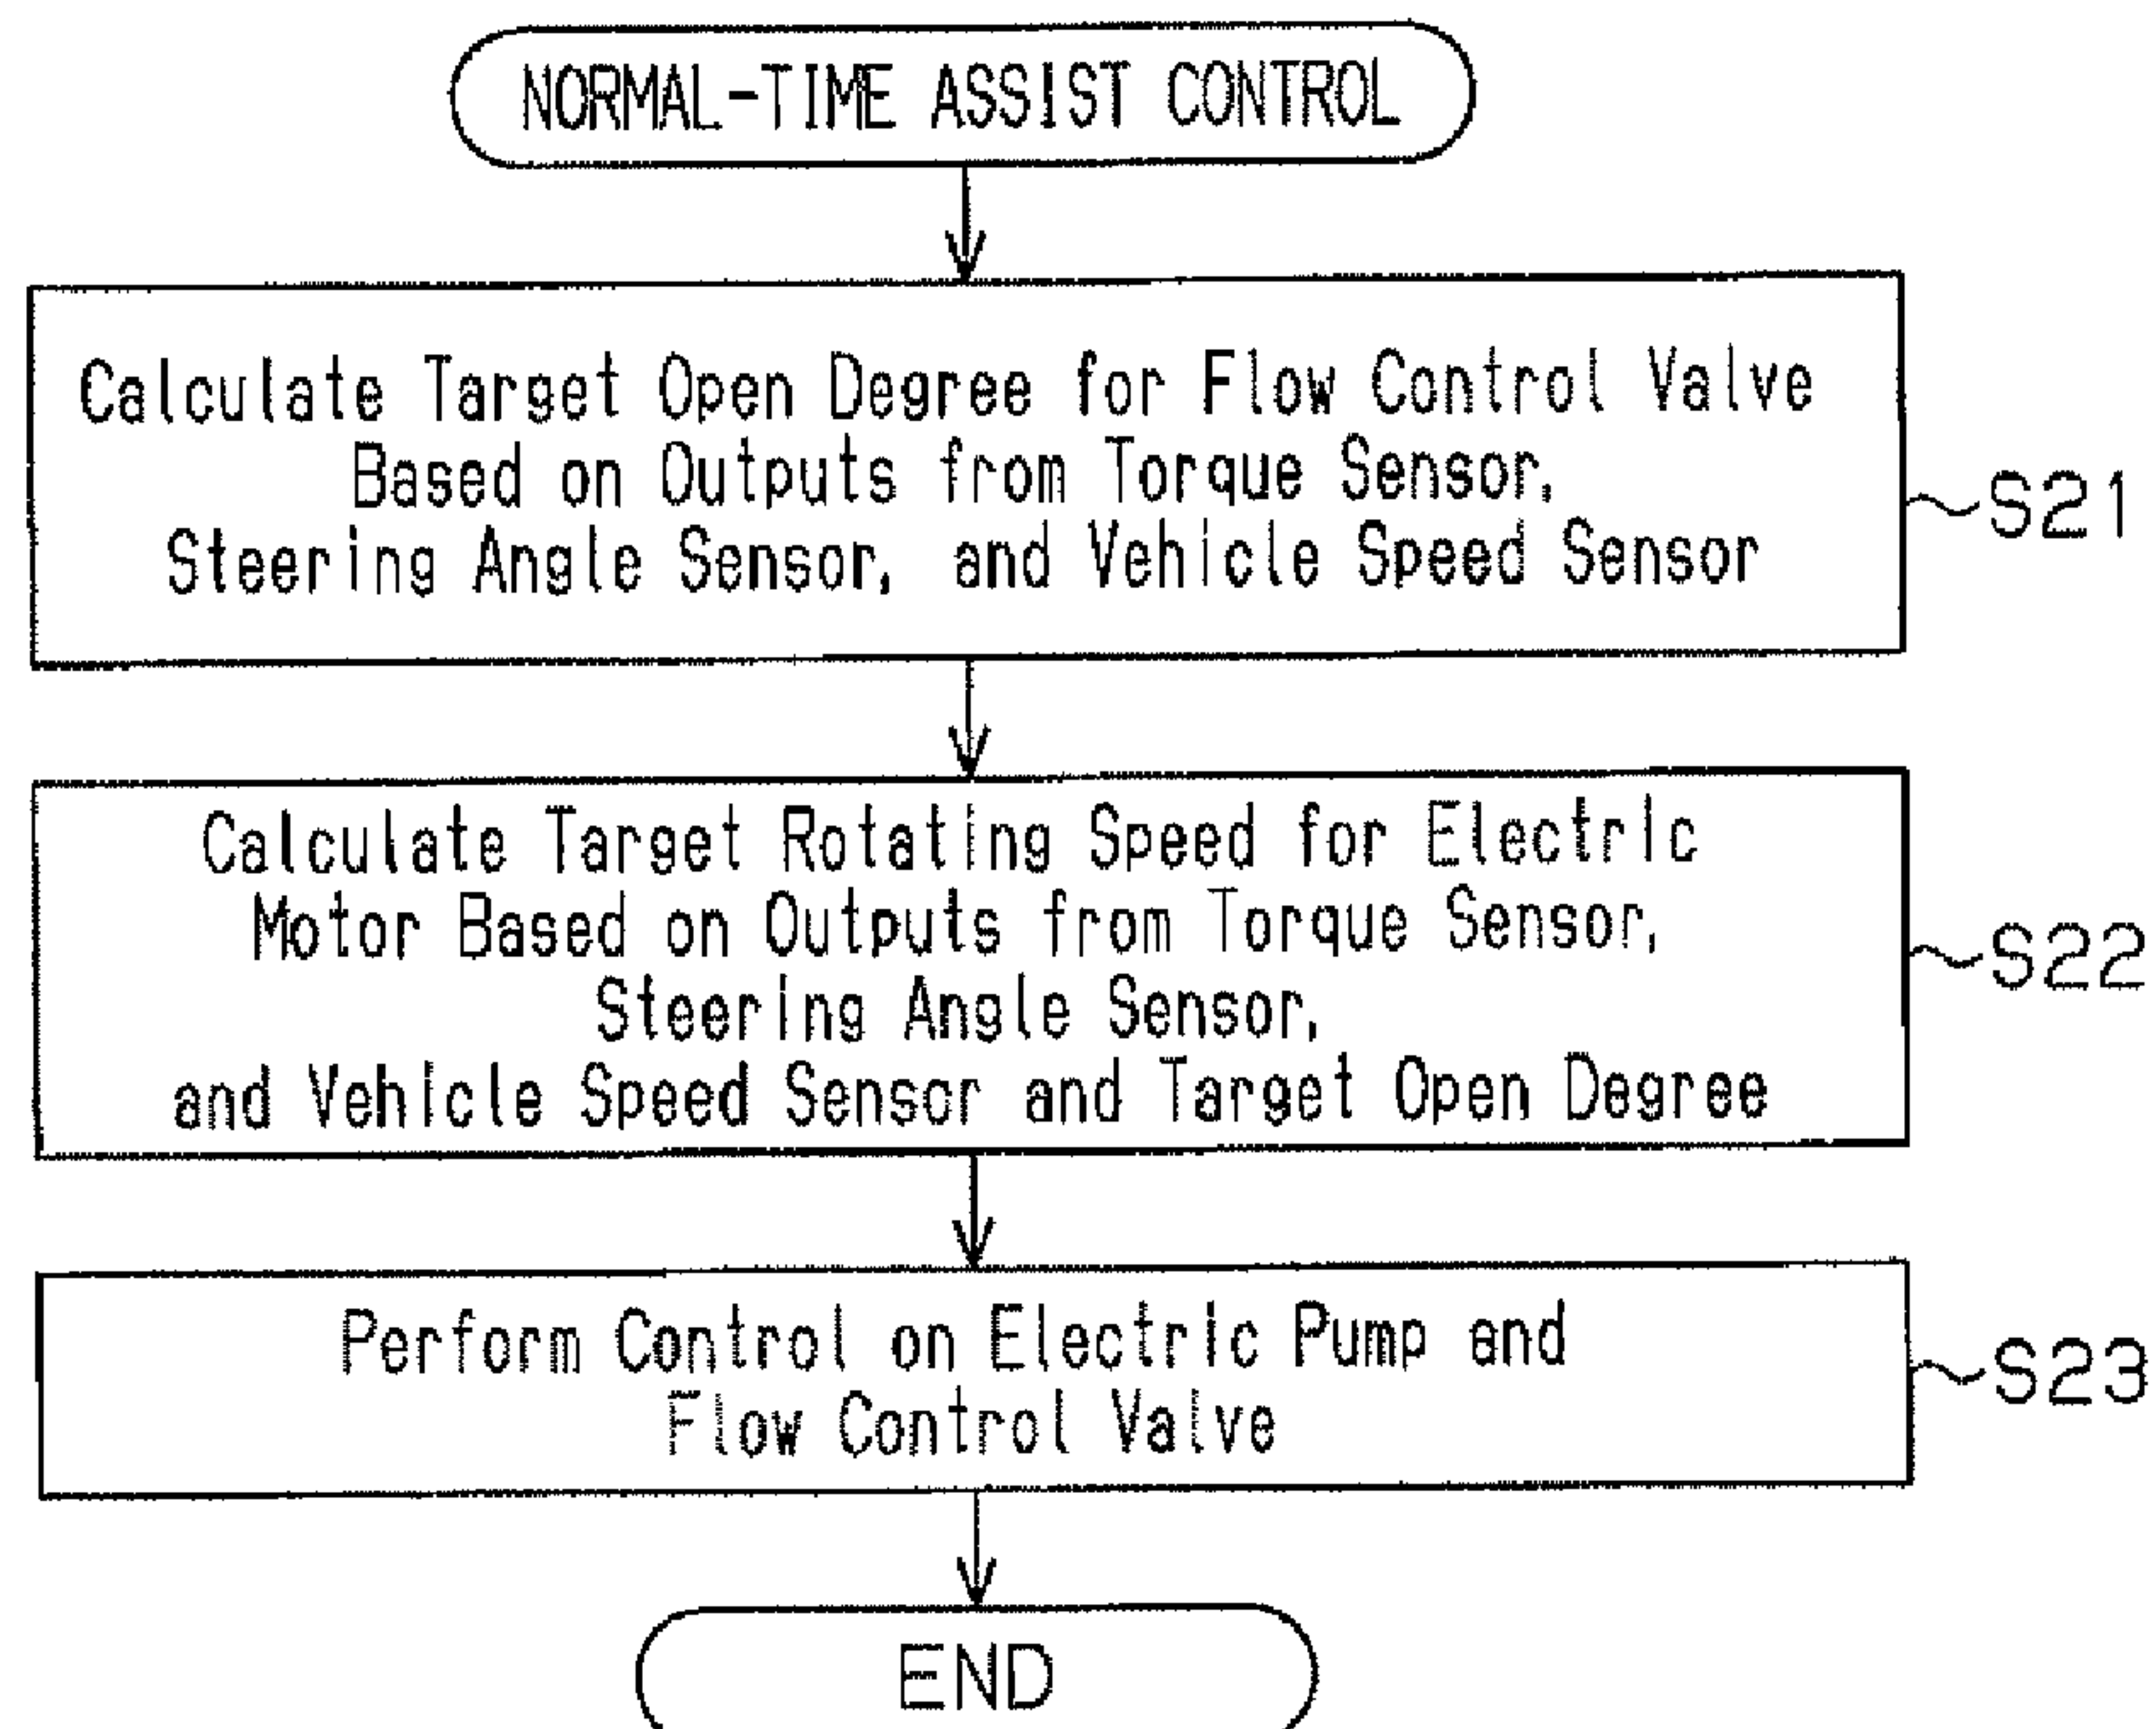 NORMAL-TIME ASSIST CONTROL
Calculate Target Open Degree for Flow Control Valve
Based on Outputs from Torque Sensor,
Steering Angle Sensor, and Vehicle Speed Sensor
S21
Calculate Target Rotating Speed for Electric
Motor Based on Outputs from Torque Sensor,
Steering Angle Sensor,
and Vehicle Speed Sensor and Target Open Degree
S22
Perform Control on Electric Pump and
Flow Control Valve
S23
END